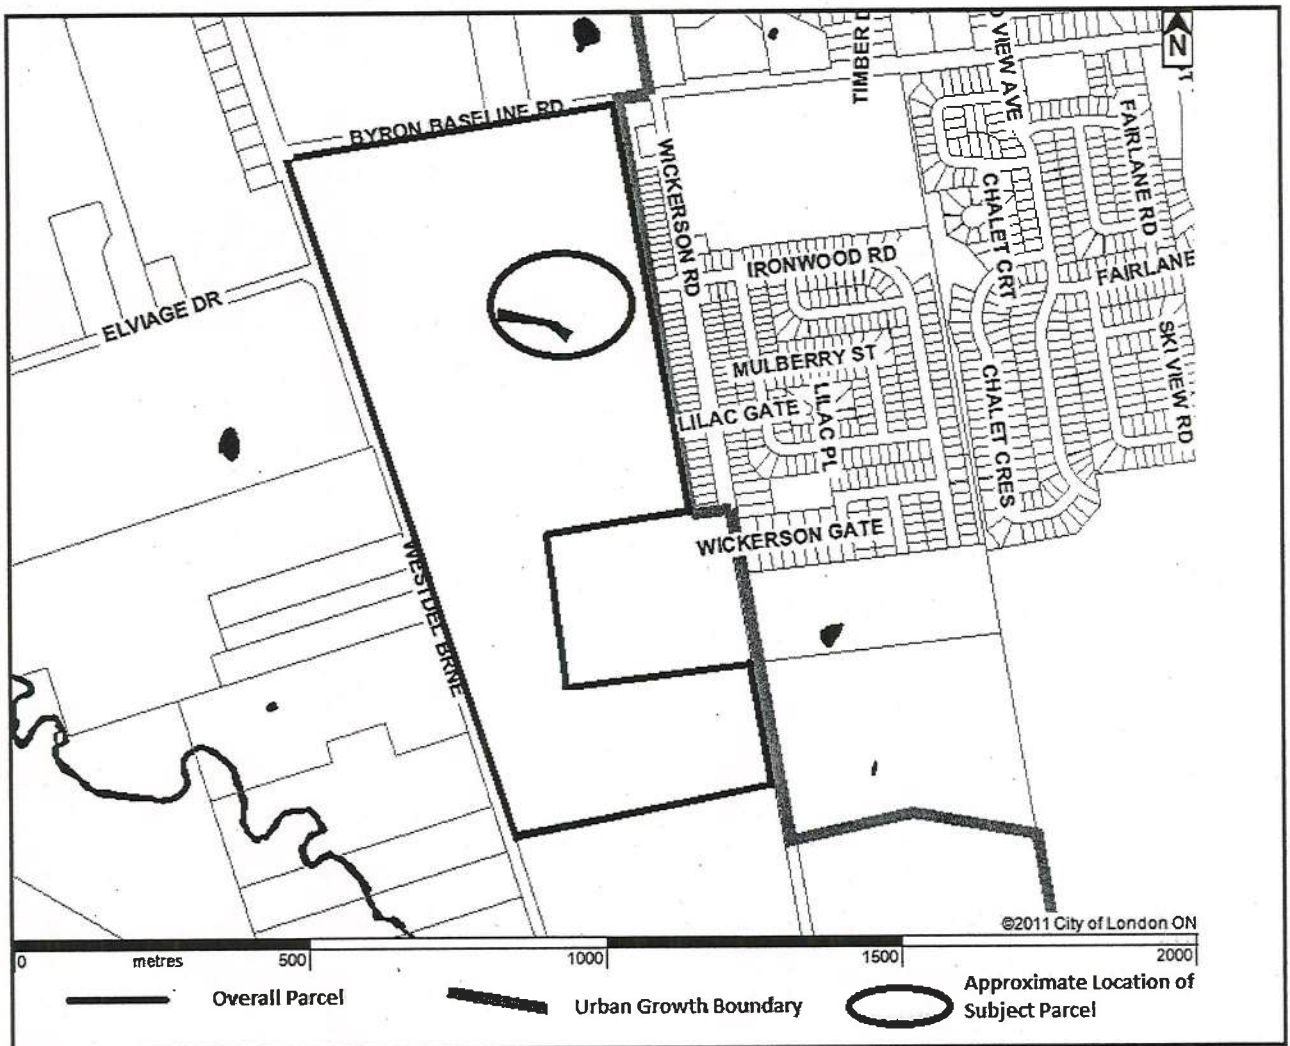 N
TIMBER D
VIEW AVE
BYRON BASELINE RD
FAIRLANE RD
WICKERSON RD
CHALET CRT
IRONWOOD RD
FAIRLANE
ELVIAGE DR
MULBERRY ST
SKI VIEW RD
LILAC GATE
LILAC PL
CHALET CRES
WICKERSON GATE
WESTDEL BRNE
©2011 City of London ON
0 metres 500 1000 1500 2000
Overall Parcel
Urban Growth Boundary
Approximate Location of
Subject Parcel